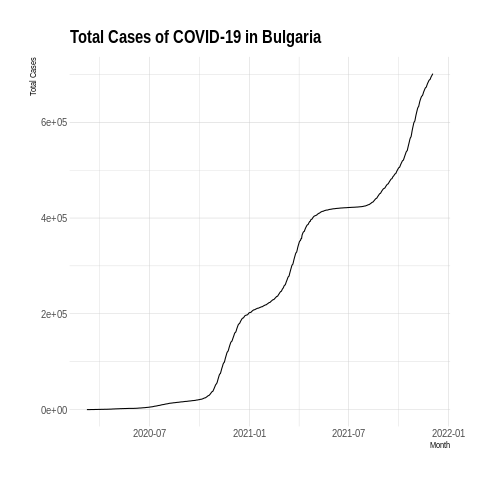 Total Cases of COVID-19 in Bulgaria
Total Cases
6e+05
4e+05
2e+05
0e+00
2020-07 2021-01 2021-07 2022-01
Month